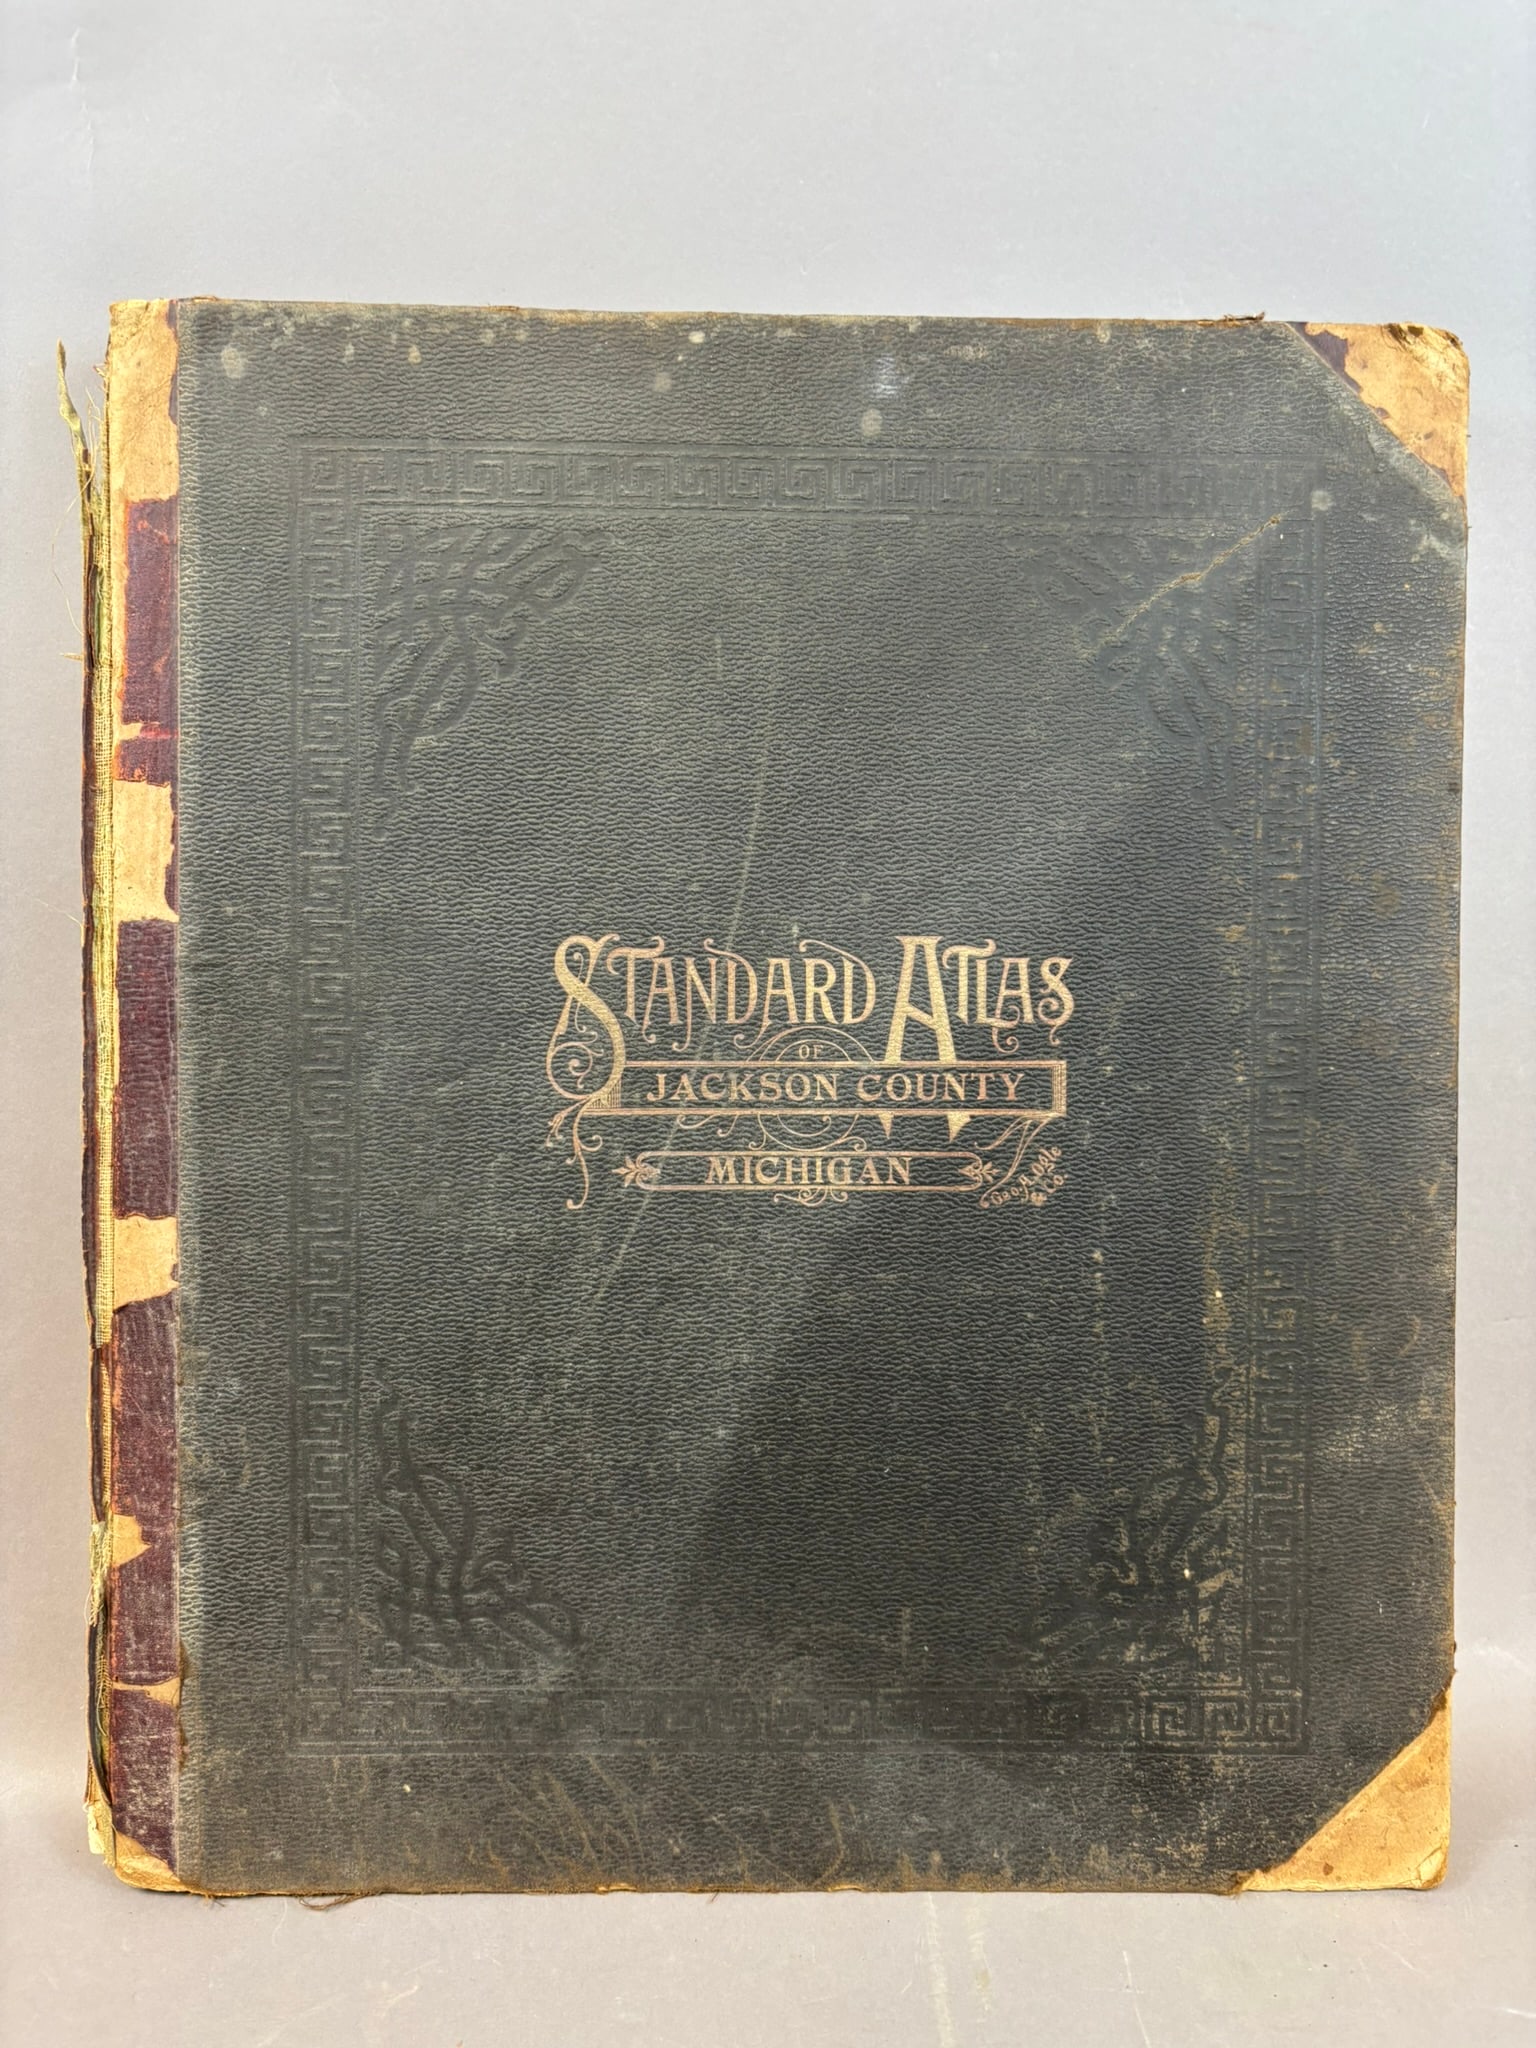 STANDARD ATLAS
OF
JACKSON COUNTY
MICHIGAN
Geo. A. Ogle
& Co.